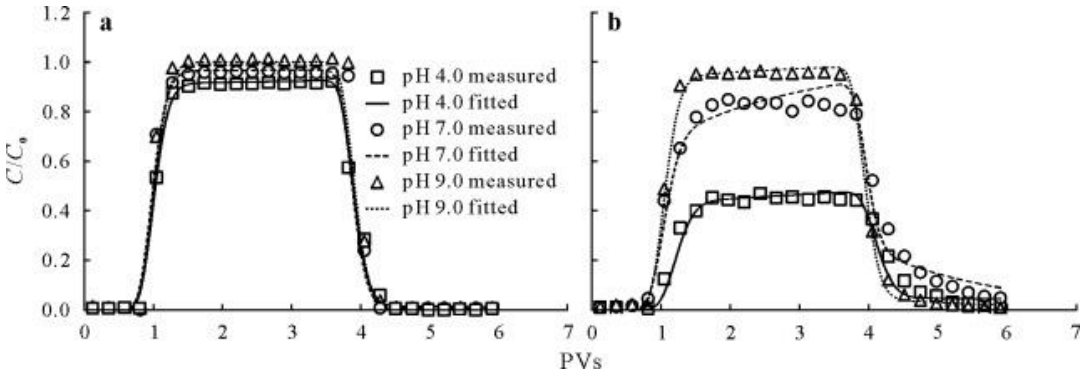 a
b
1.2
1.0
0.8
0.6
0.4
0.2
0.0
C/C₀
pH 4.0 measured
pH 4.0 fitted
pH 7.0 measured
pH 7.0 fitted
pH 9.0 measured
pH 9.0 fitted
0 1 2 3 4 5 6 7
0 1 2 3 4 5 6 7
PVs